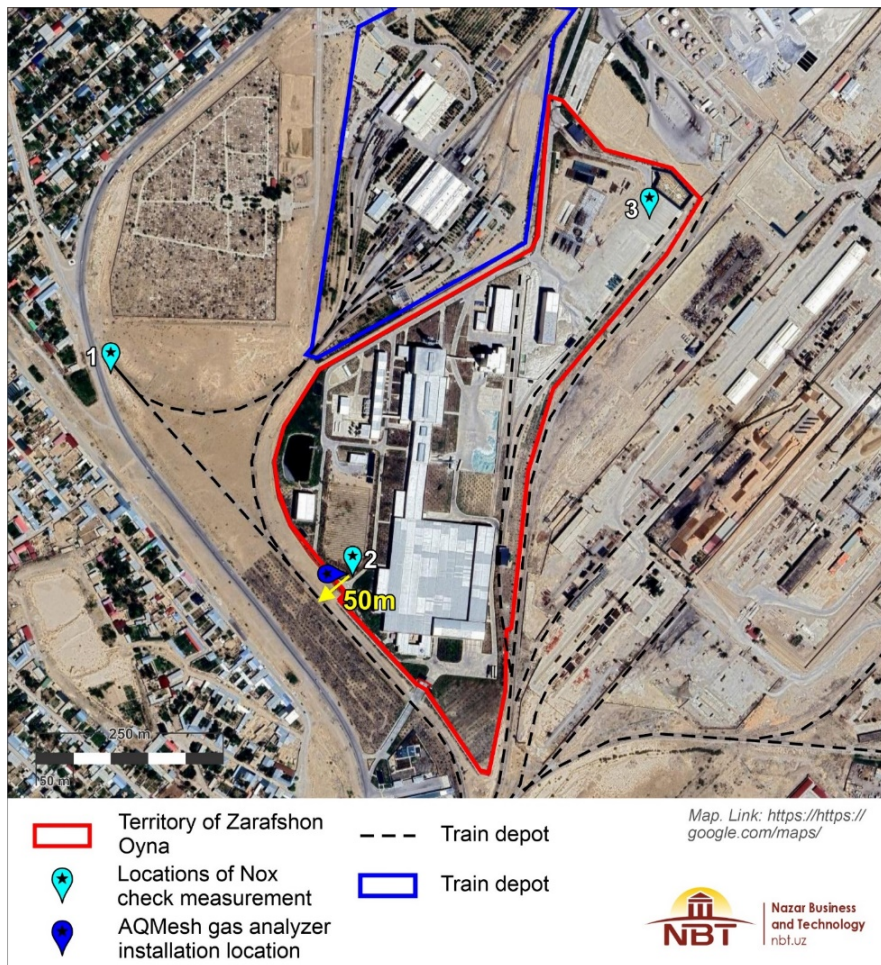 3
1
2
50m
250 m
50 m
Territory of Zarafshon
Oyna
Locations of Nox
check measurement
AQMesh gas analyzer
installation location
Train depot
Train depot
Map. Link: https://https://
google.com/maps/
NBT
Nazar Business
and Technology
nbt.uz